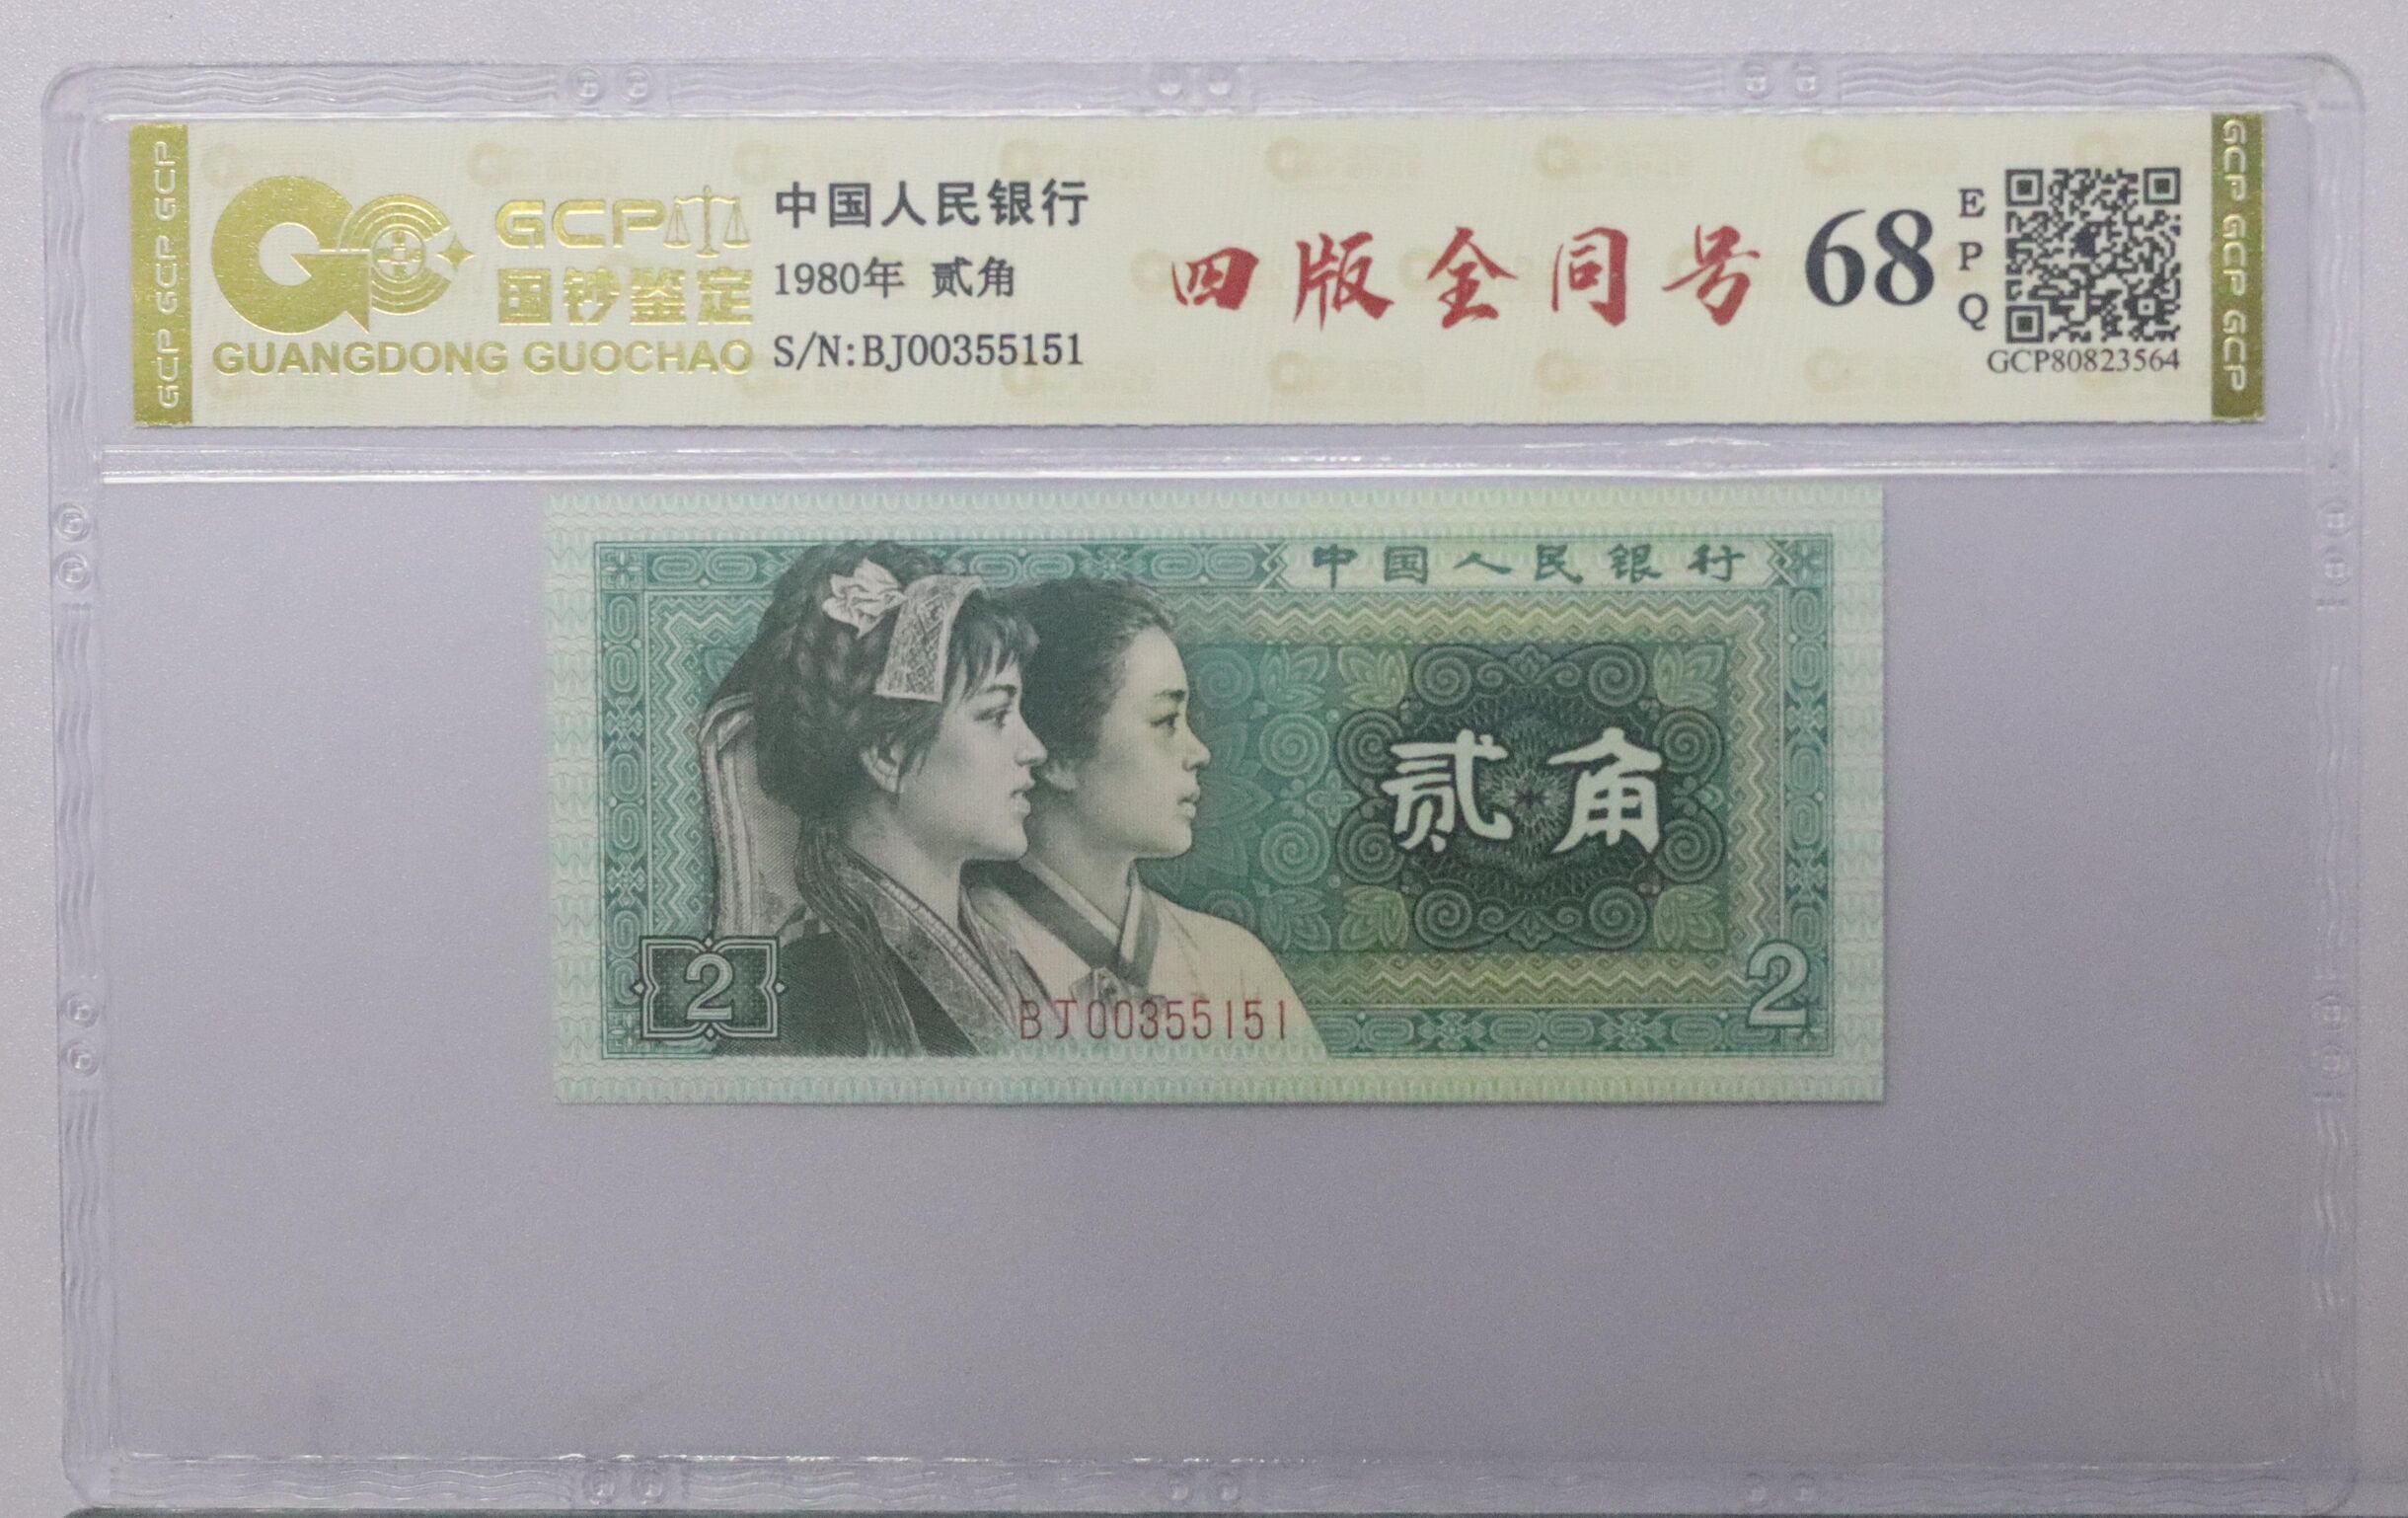 GCP GCP GCP
GCP
国钞鉴定
GUANGDONG GUOCHAO
中国人民银行
1980年 贰角
S/N:BJ00355151
四版全同号
68
E
P
Q
GCP80823564
GCP GCP GCP
中国人民银行
贰角
2
BJ00355151
2